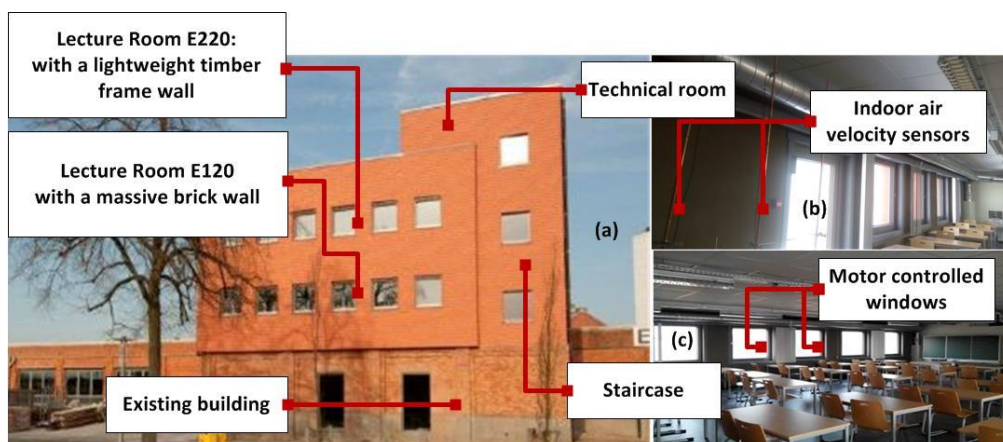 Lecture Room E220:
with a lightweight timber
frame wall
Technical room
Indoor air
velocity sensors
Lecture Room E120
with a massive brick wall
(a)
(b)
Motor controlled
windows
(c)
E
Existing building
Staircase